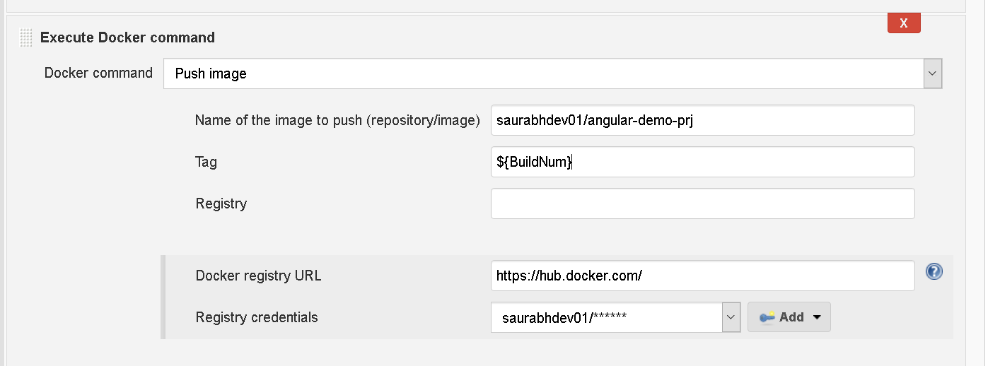 X
Execute Docker command
Docker command Push image
Name of the image to push (repository/image) saurabhdev01/angular-demo-prj
Tag ${BuildNum}
Registry
Docker registry URL https://hub.docker.com/ ?
Registry credentials saurabhdev01/****** Add